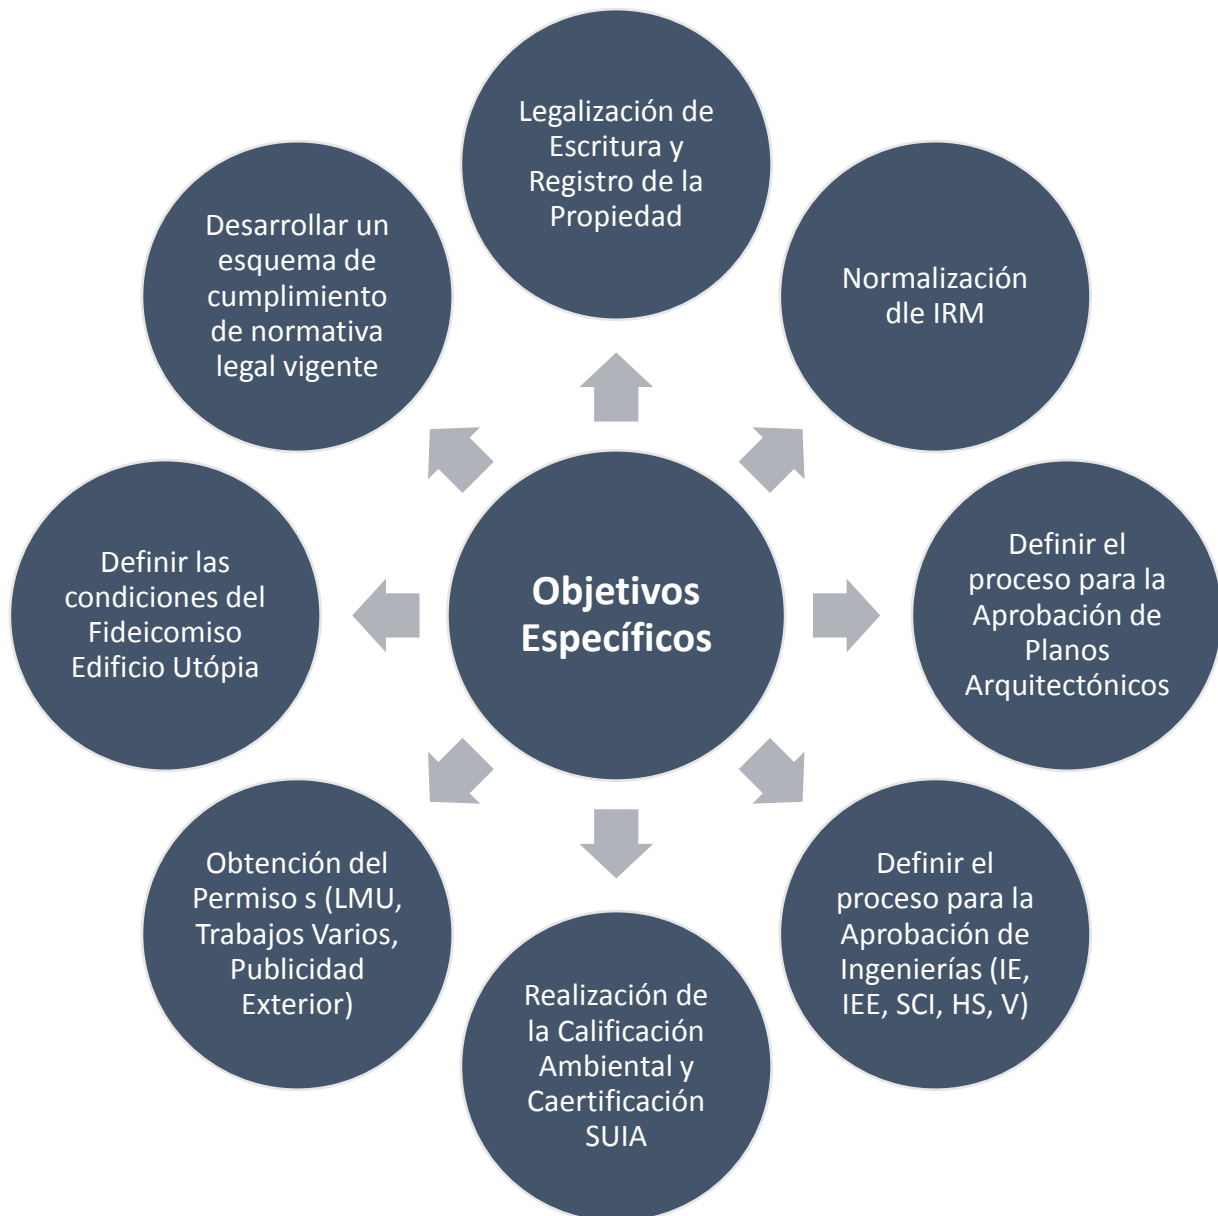 Objetivos
Específicos
Legalización de
Escritura y
Registro de la
Propiedad
Normalización
dle IRM
Definir el
proceso para la
Aprobación de
Planos
Arquitectónicos
Definir el
proceso para la
Aprobación de
Ingenierías (IE,
IEE, SCI, HS, V)
Realización de
la Calificación
Ambiental y
Caertificación
SUIA
Obtención del
Permiso s (LMU,
Trabajos Varios,
Publicidad
Exterior)
Definir las
condiciones del
Fideicomiso
Edificio Utópia
Desarrollar un
esquema de
cumplimiento
de normativa
legal vigente